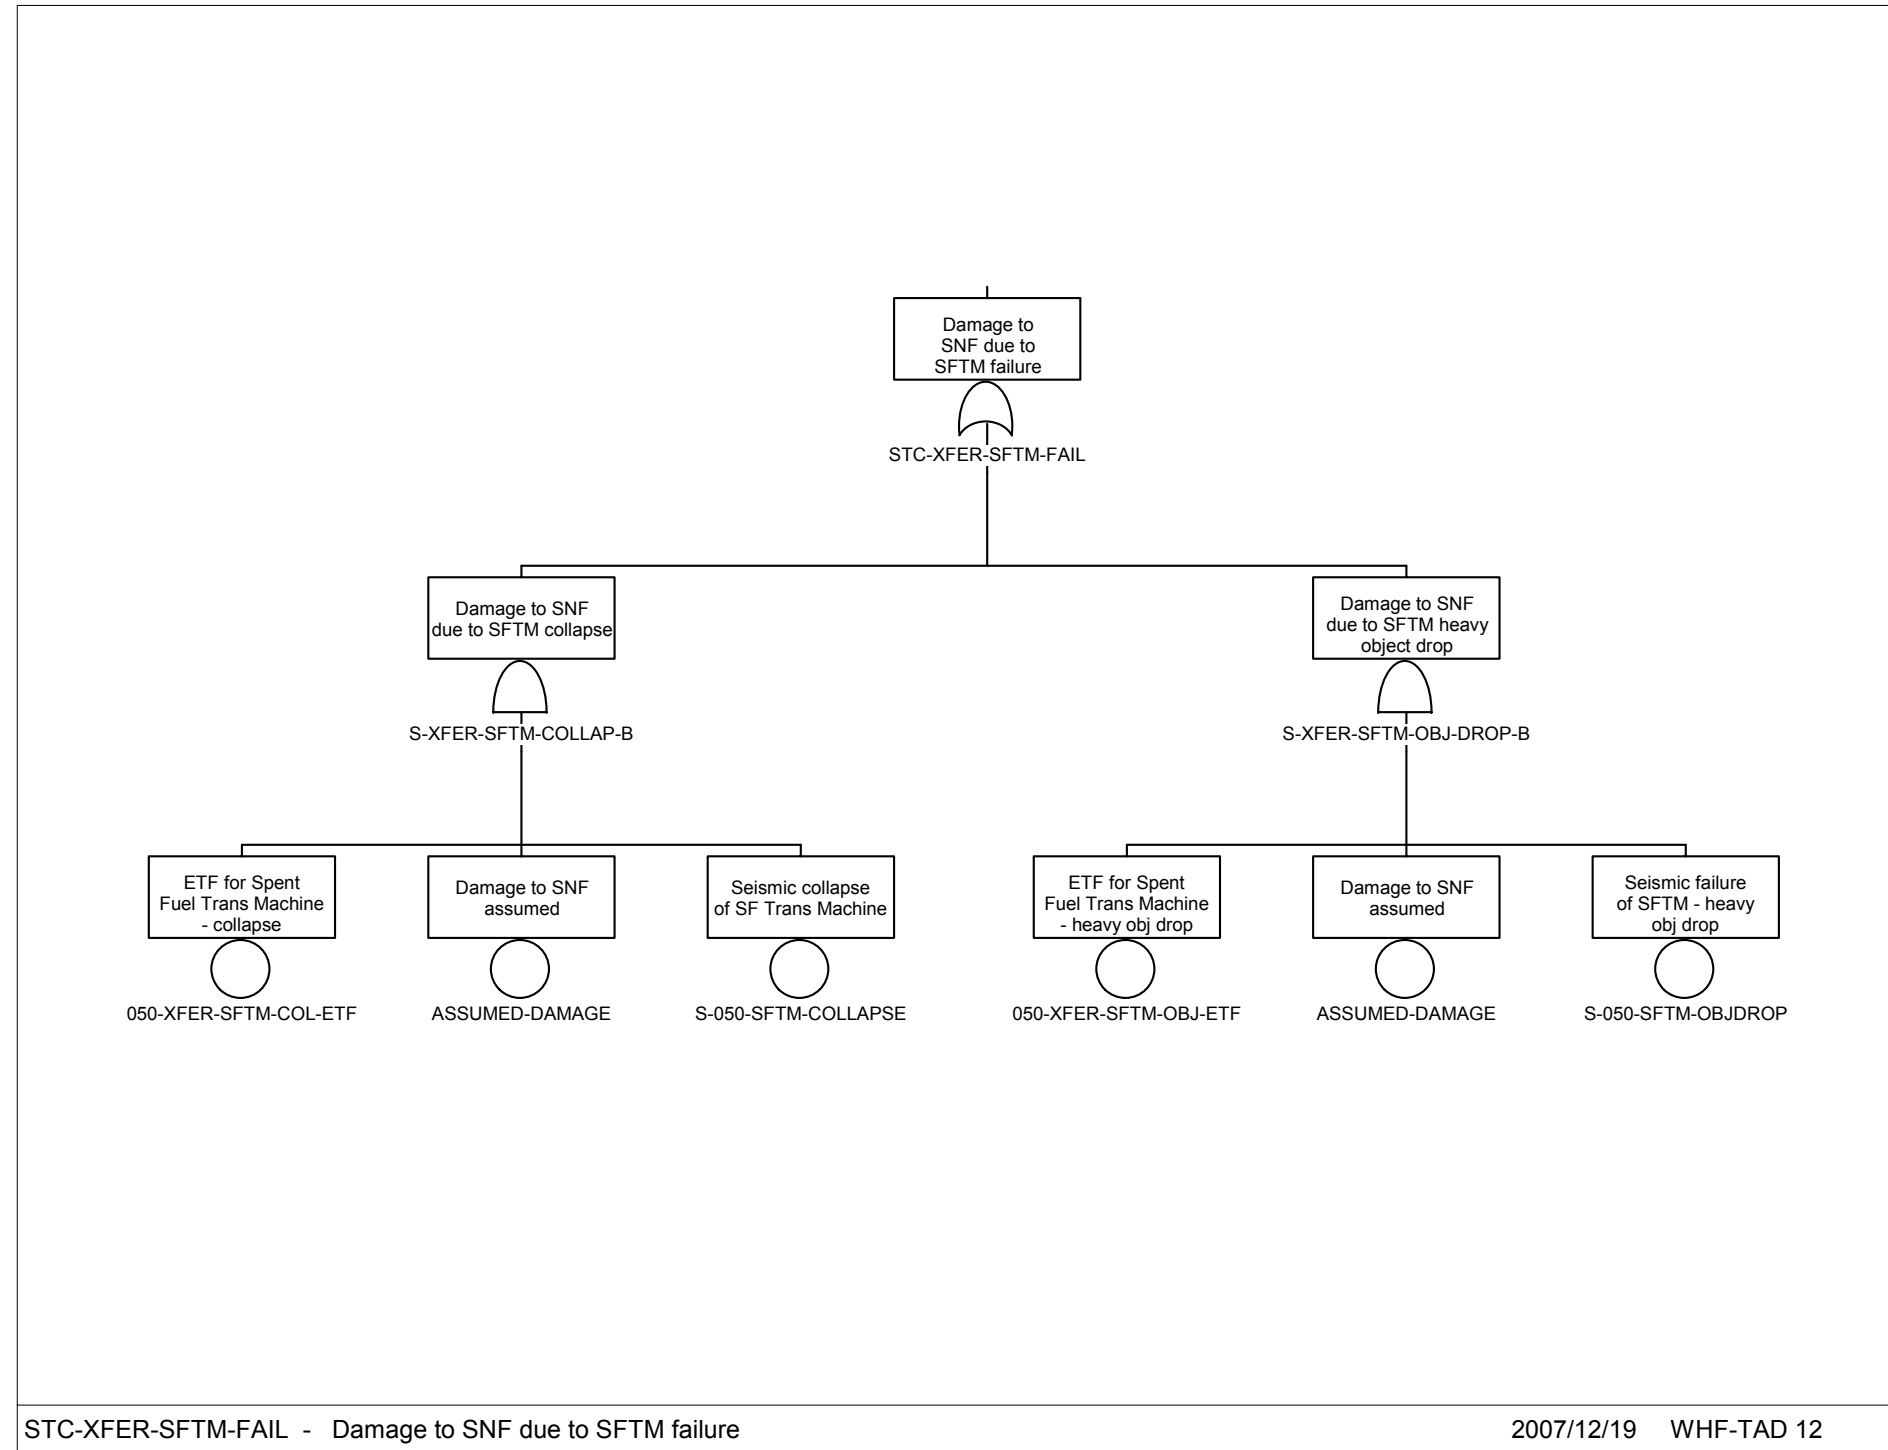 Damage to
SNF due to
SFTM failure
STC-XFER-SFTM-FAIL
Damage to SNF
due to SFTM collapse
S-XFER-SFTM-COLLAP-B
Damage to SNF
due to SFTM heavy
object drop
S-XFER-SFTM-OBJ-DROP-B
ETF for Spent
Fuel Trans Machine
- collapse
050-XFER-SFTM-COL-ETF
Damage to SNF
assumed
ASSUMED-DAMAGE
Seismic collapse
of SF Trans Machine
S-050-SFTM-COLLAPSE
ETF for Spent
Fuel Trans Machine
- heavy obj drop
050-XFER-SFTM-OBJ-ETF
Damage to SNF
assumed
ASSUMED-DAMAGE
Seismic failure
of SFTM - heavy
obj drop
S-050-SFTM-OBJDROP
STC-XFER-SFTM-FAIL - Damage to SNF due to SFTM failure
2007/12/19 WHF-TAD 12